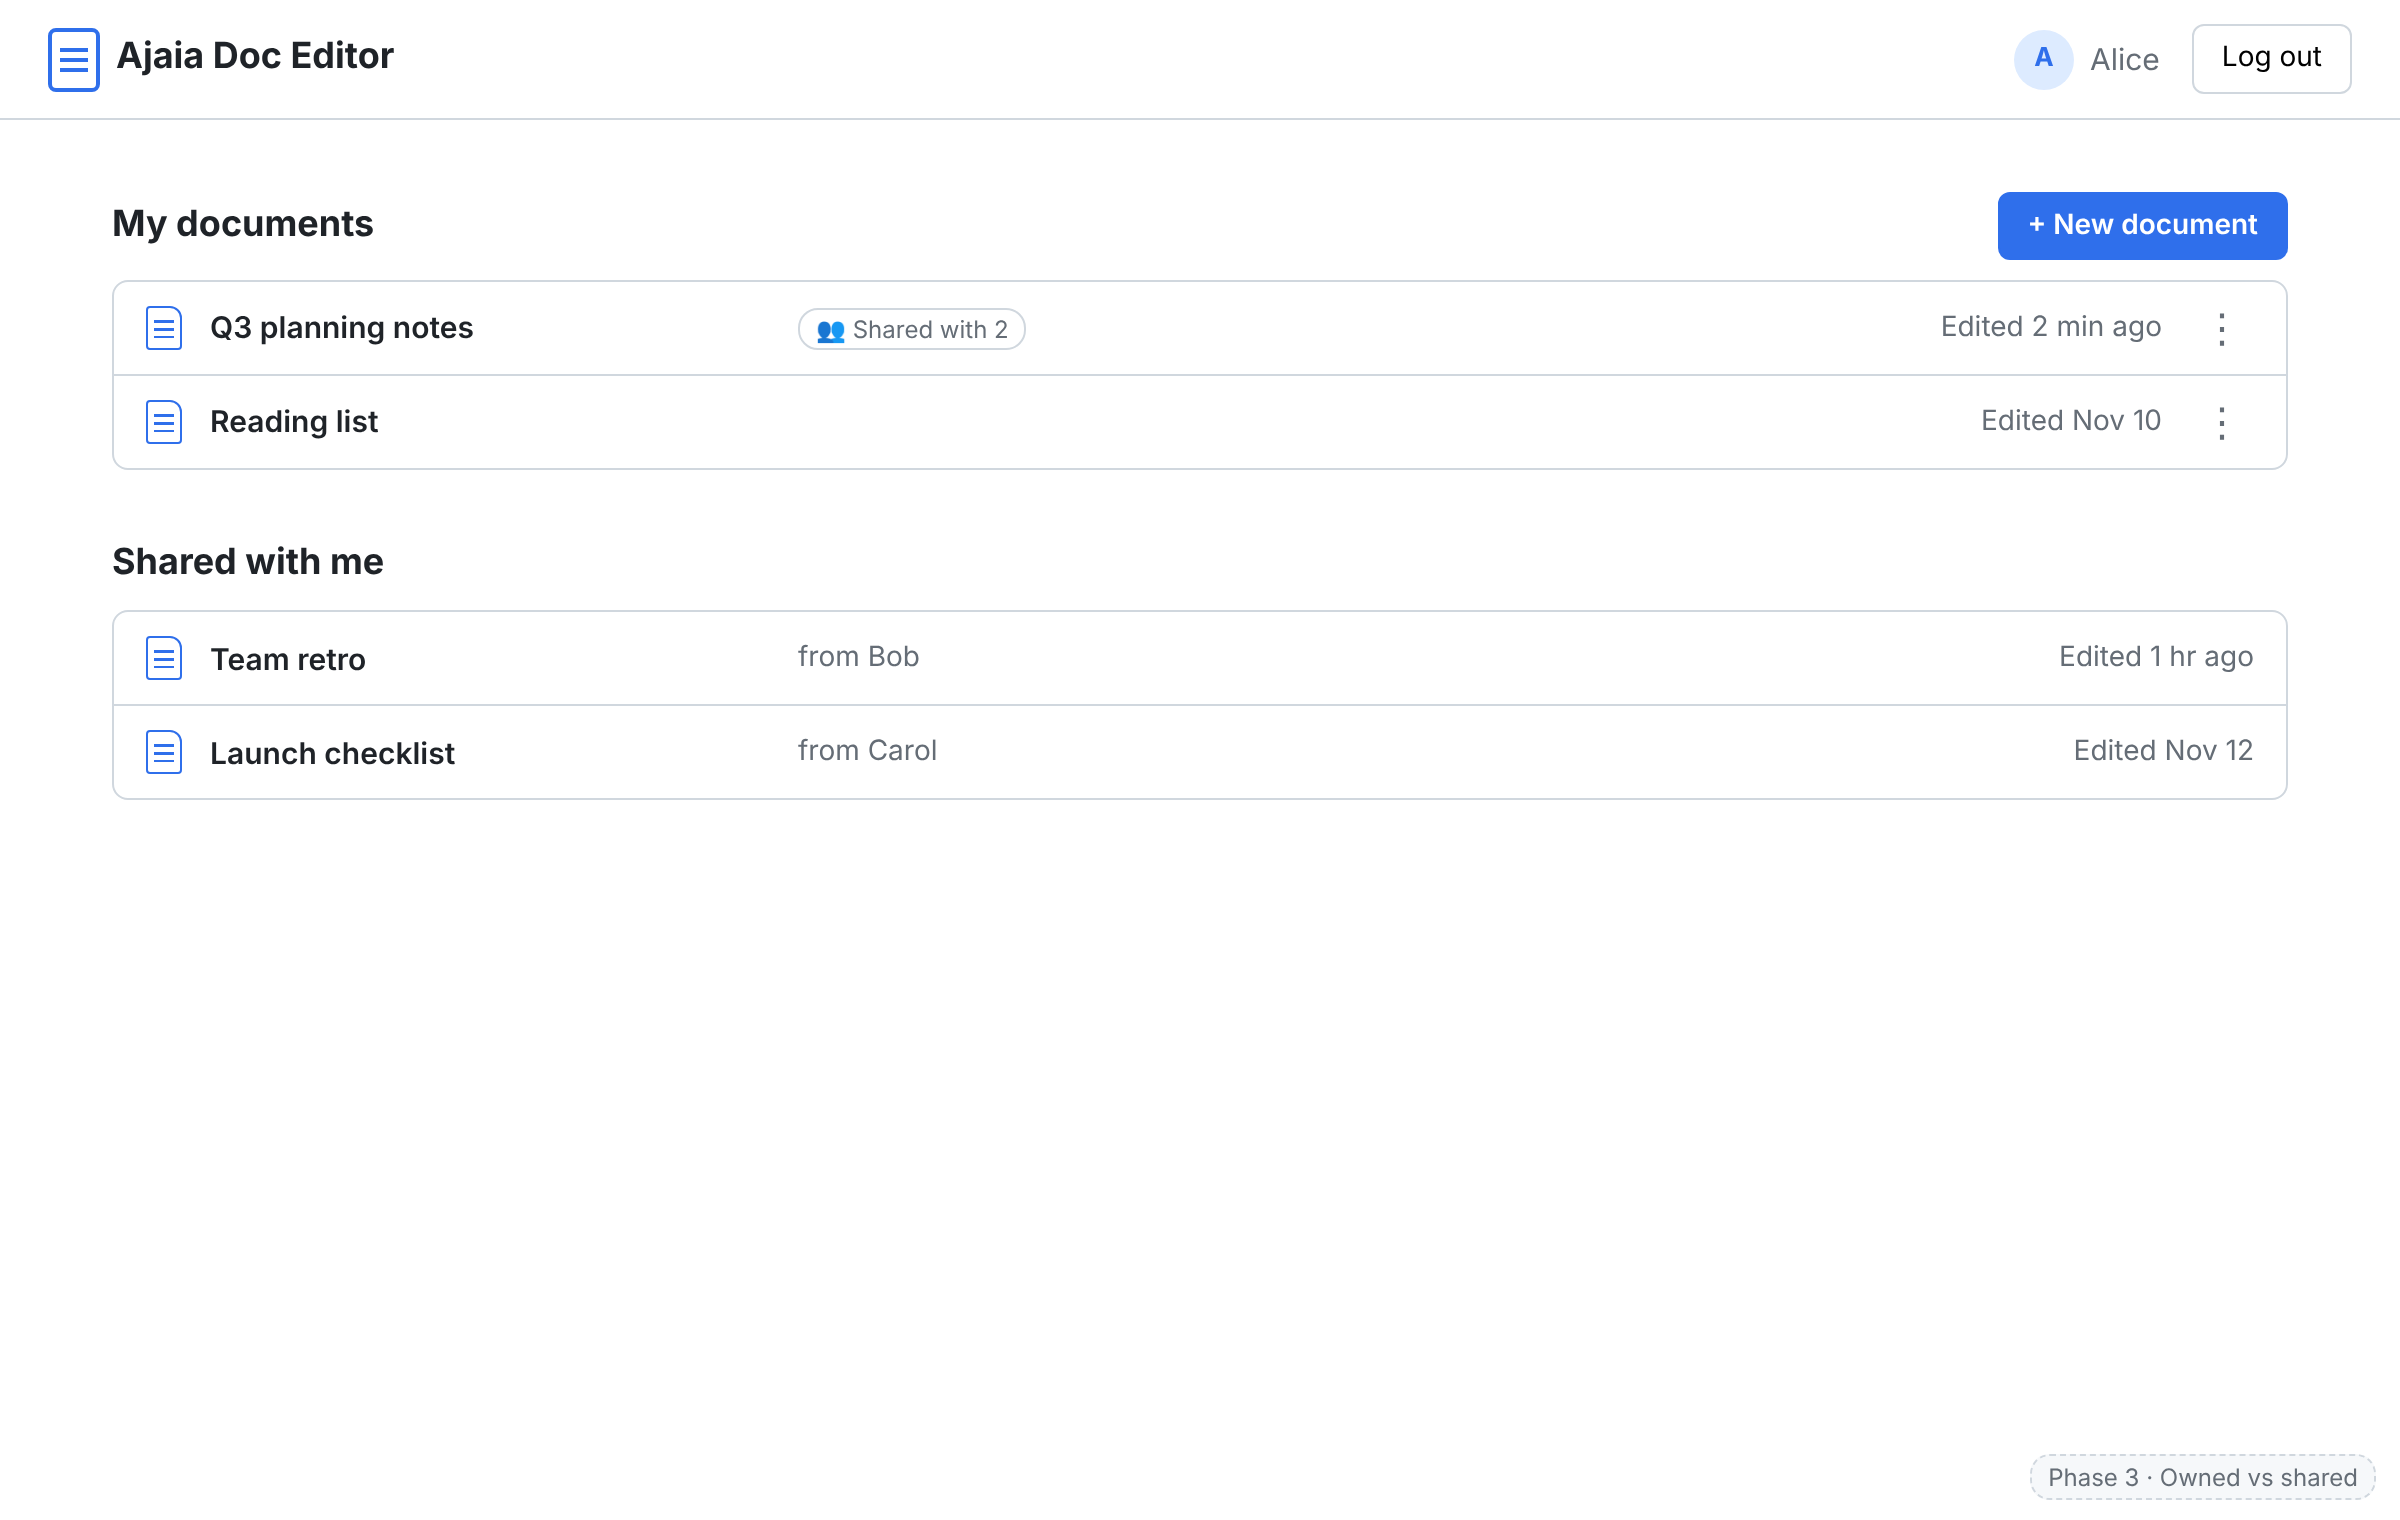 Ajaia Doc Editor
A Alice Log out
My documents
+ New document
Q3 planning notes 👥 Shared with 2 Edited 2 min ago ⋮
Reading list Edited Nov 10 ⋮
Shared with me
Team retro from Bob Edited 1 hr ago
Launch checklist from Carol Edited Nov 12
Phase 3 · Owned vs shared